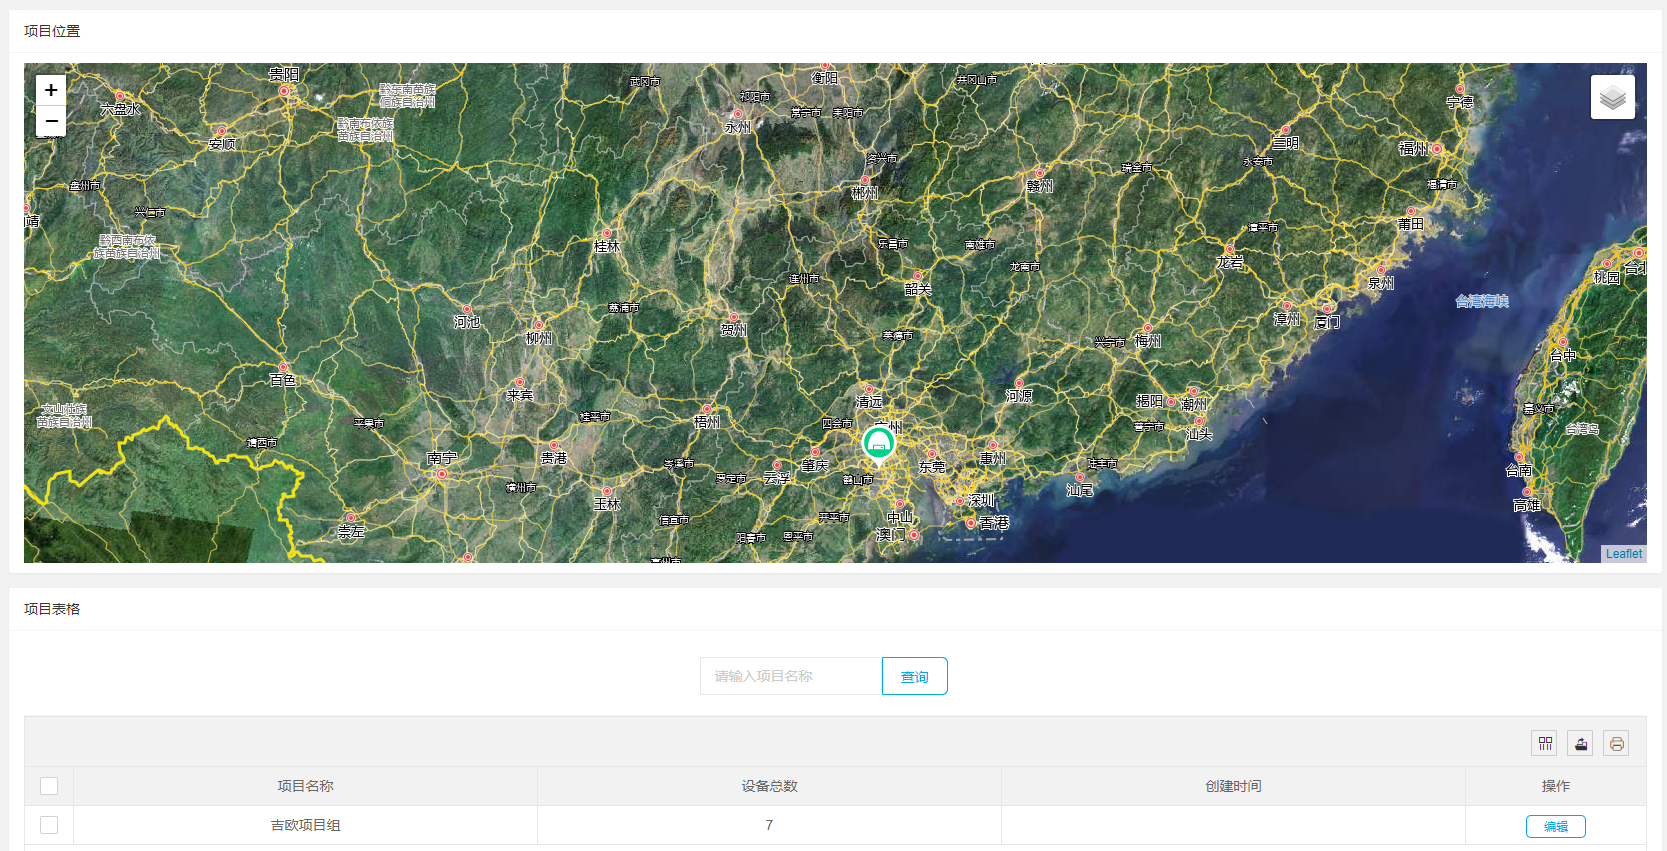 项目位置
+
−
贵阳
六盘水
安顺
黔东南苗族
侗族自治州
黔南布依族
苗族自治州
武冈市
祁阳市
永州
衡阳
常宁市
耒阳市
井冈山市
资兴市
郴州
赣州
瑞金市
永安市
三明
宁德
福州
福清市
莆田
盘州市
兴仁市
靖
黔西南布依
族苗族自治州
桂林
乐昌市
南雄市
连州市
韶关
龙南市
漳平市
龙岩
泉州
台湾海峡
桃园
台北
河池
柳州
荔浦市
贺州
英德市
兴宁市
梅州
漳州
厦门
台中
百色
来宾
清远
河源
揭阳
潮州
嘉义市
台湾岛
文山壮族
苗族自治州
平果市
桂平市
梧州
四会市
广州
普宁市
汕头
靖西市
南宁
贵港
岑溪市
罗定市
云浮
肇庆
鹤山市
东莞
惠州
陆丰市
台南
横州市
玉林
汕尾
深圳
高雄
崇左
信宜市
开平市
中山
香港
阳春市
恩平市
澳门
高州市
Leaflet
项目表格
请输入项目名称
查询
项目名称
设备总数
创建时间
操作
吉欧项目组
7
编辑